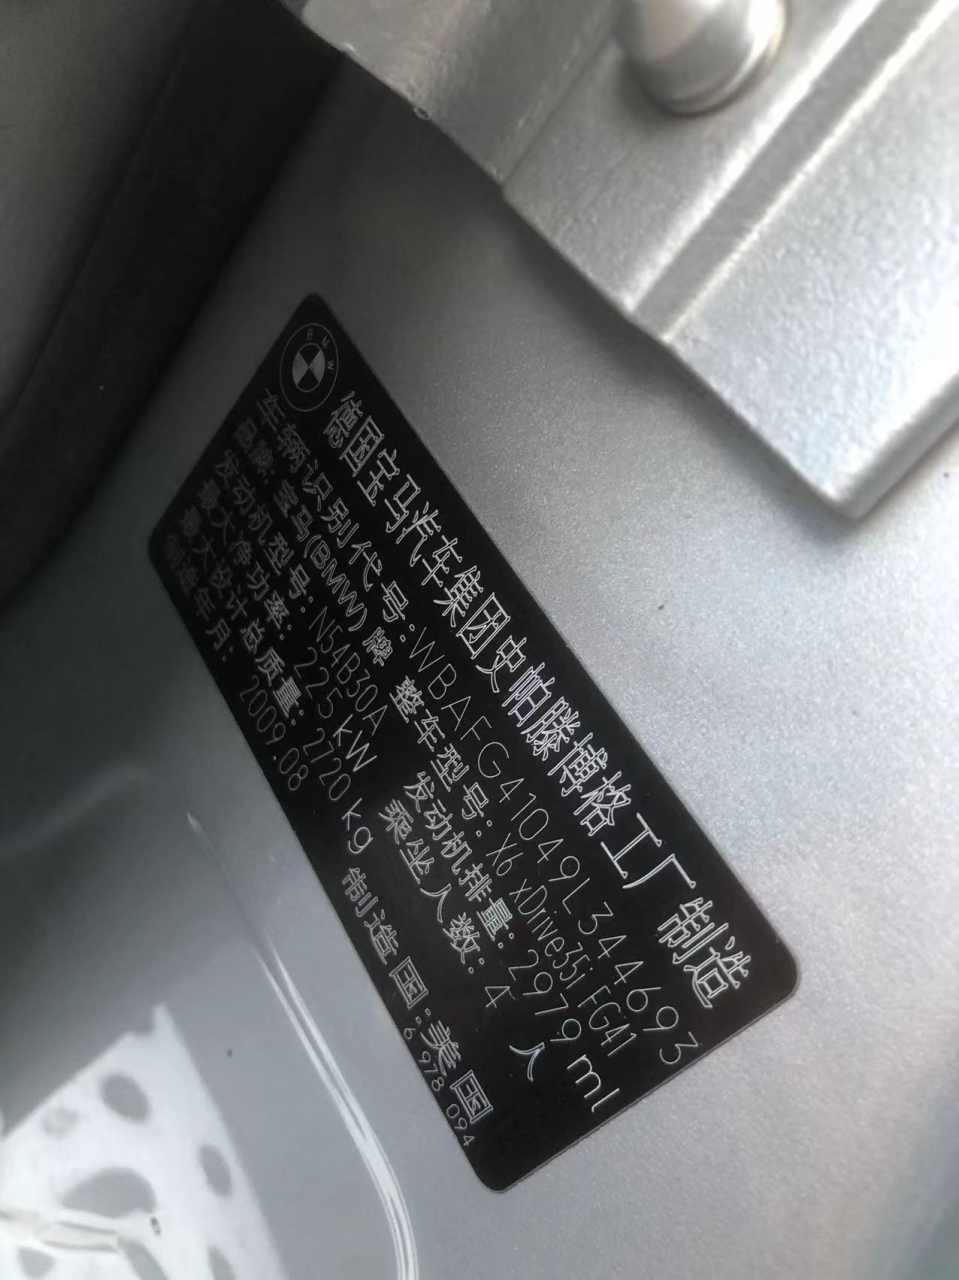 BMW
德国宝马汽车集团史帕滕博格工厂 制造
车辆识别代号:WBAFG41049L344693
品牌: 宝马(BMW) 牌 整车型号: X6 xDrive35i FG41
发动机型号: N54B30A 发动机排量: 2979 ml
最大净功率: 225 kW 乘坐人数: 4 人
最大设计总质量: 2720 kg
制造年月: 2009.08 制造国:美国
6 978 094